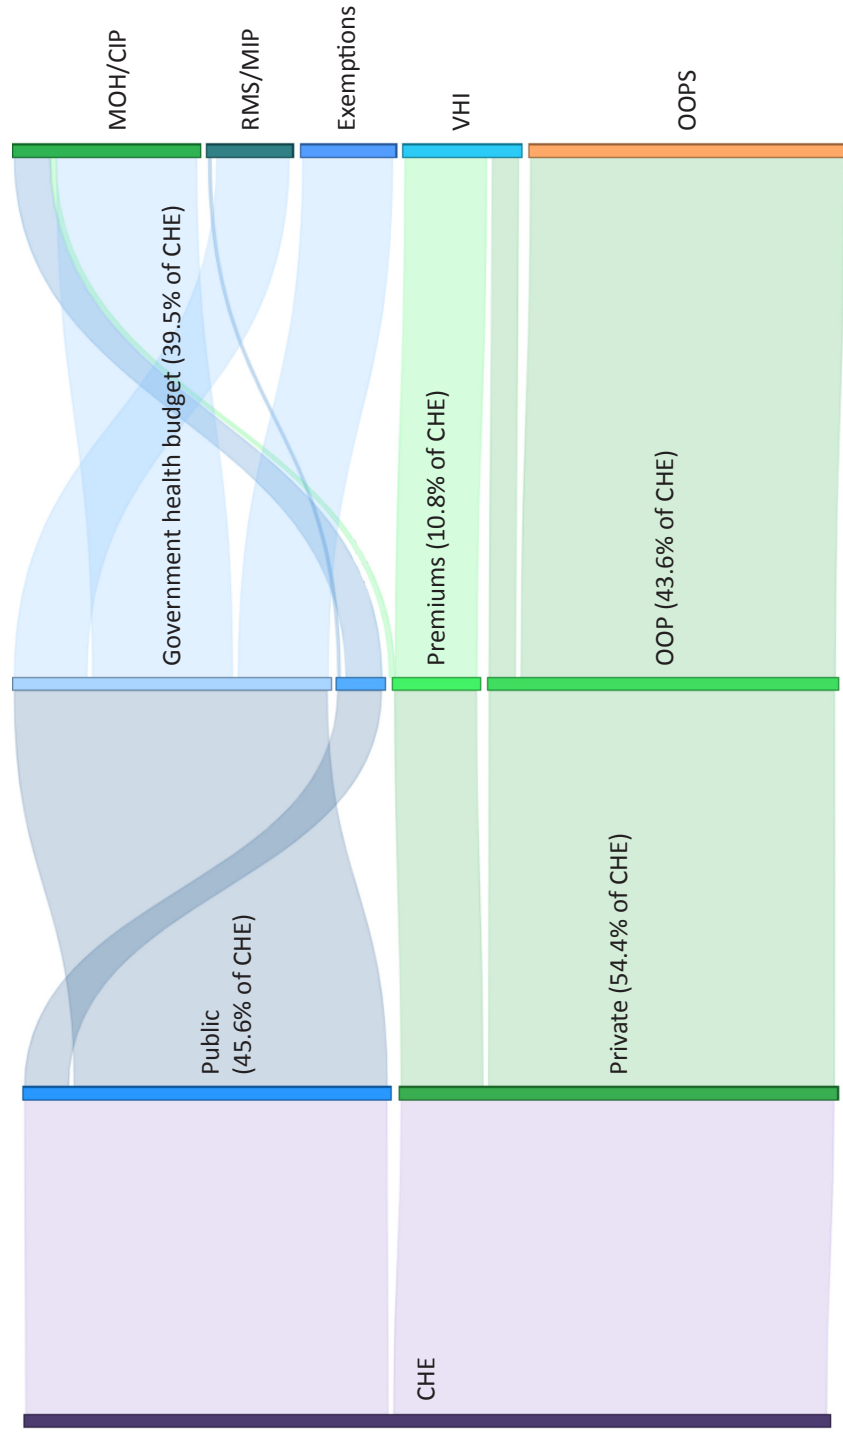 CHE
Public
(45.6% of CHE)
Private (54.4% of CHE)
Government health budget (39.5% of CHE)
Premiums (10.8% of CHE)
OOP (43.6% of CHE)
MOH/CIP
RMS/MIP
Exemptions
VHI
OOPS